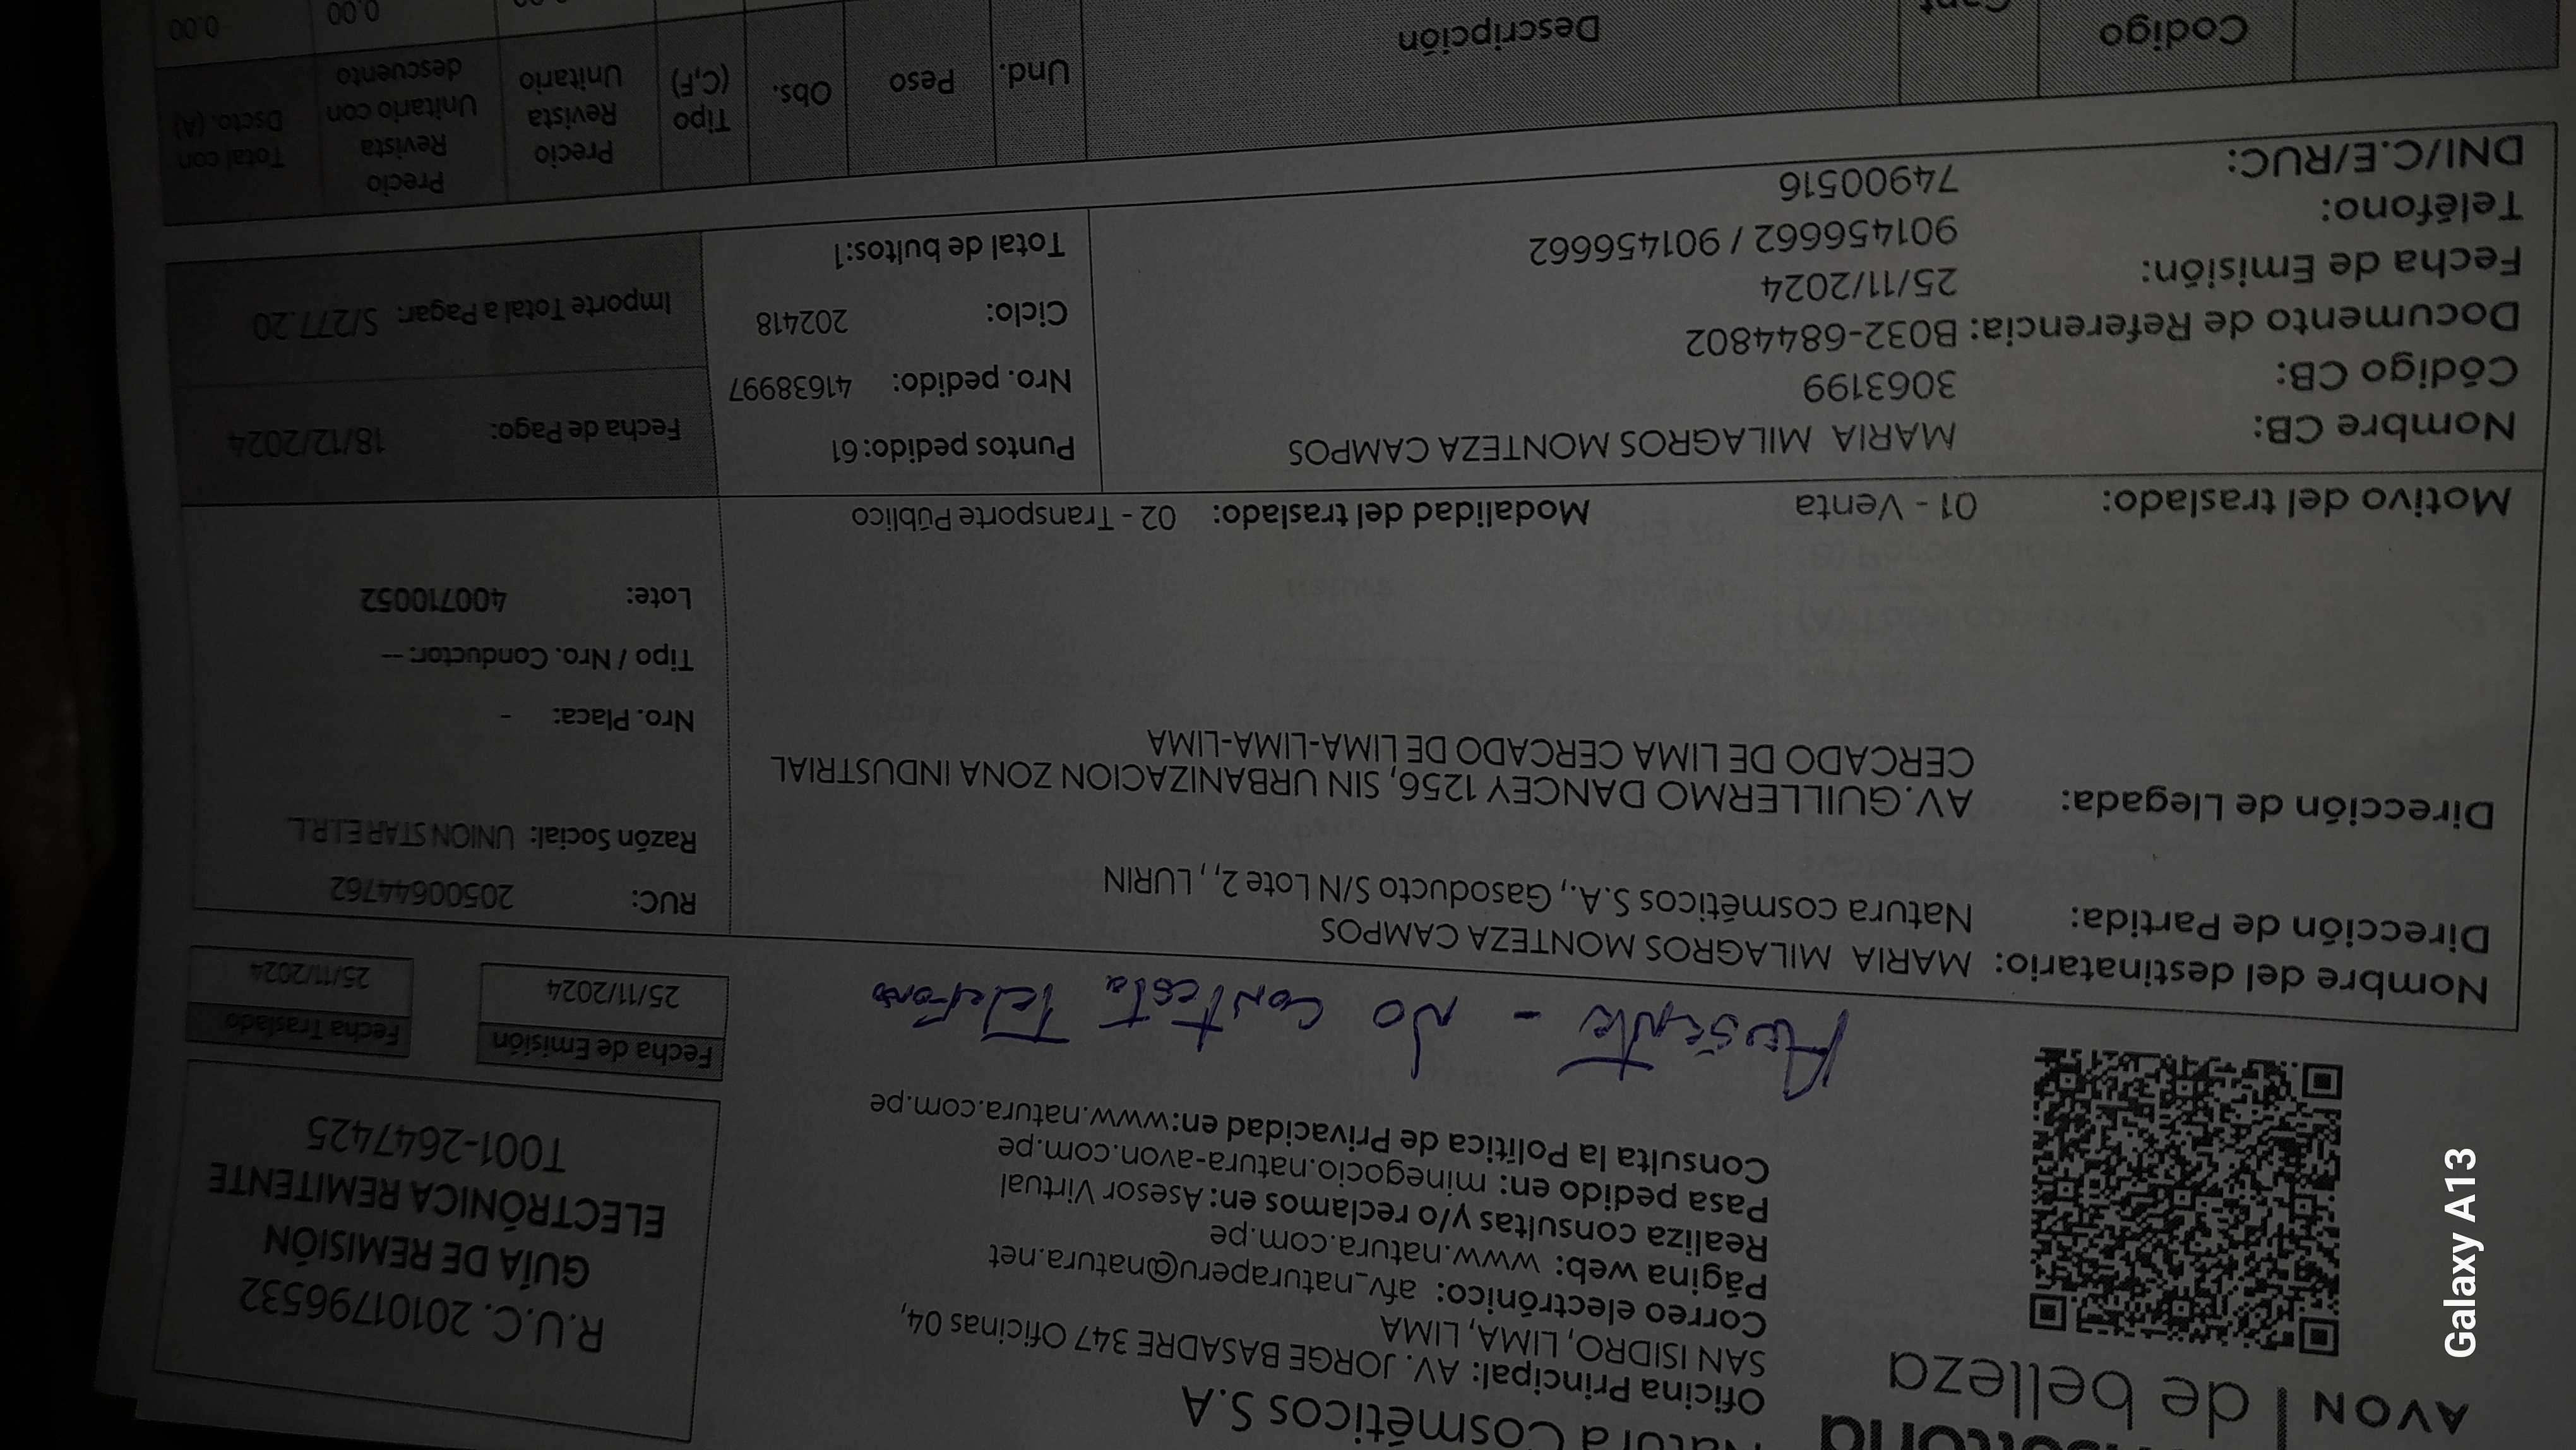 AVON | de belleza
Cosméticos S.A
Oficina Principal: AV. JORGE BASADRE 347 Oficinas 04,
SAN ISIDRO, LIMA, LIMA
Correo electrónico: afv_naturaperu@natura.net
Página web: www.natura.com.pe
Realiza consultas y/o reclamos en: Asesor Virtual
Pasa pedido en: minegocio.natura-avon.com.pe
Consulta la Política de Privacidad en:www.natura.com.pe
R.U.C. 20101796532
GUÍA DE REMISIÓN
ELECTRÓNICA REMITENTE
T001-2647425
Ausente - No contesta Telefono
Fecha de Emisión
25/11/2024
Fecha Traslado
25/11/2024
Nombre del destinatario: MARIA MILAGROS MONTEZA CAMPOS
Dirección de Partida: Natura cosméticos S.A., Gasoducto S/N Lote 2, , LURIN
Dirección de Llegada: AV.GUILLERMO DANCEY 1256, SIN URBANIZACION ZONA INDUSTRIAL
CERCADO DE LIMA CERCADO DE LIMA-LIMA-LIMA
RUC: 20500644762
Razón Social: UNION STAR E.I.R.L.
Nro. Placa: -
Tipo / Nro. Conductor: --
Lote: 400710052
Motivo del traslado: 01 - Venta Modalidad del traslado: 02 - Transporte Público
Nombre CB: MARIA MILAGROS MONTEZA CAMPOS
Código CB: 3063199
Documento de Referencia: B032-6844802
Fecha de Emisión: 25/11/2024
Teléfono: 901456662 / 901456662
DNI/C.E/RUC: 74900516
Puntos pedido: 61
Nro. pedido: 41638997
Ciclo: 202418
Total de bultos:1
Fecha de Pago: 18/12/2024
Importe Total a Pagar: S/277.20
Codigo
Descripción
Und.
Peso
Obs.
Tipo
(C,F)
Precio
Revista
Unitario
Precio
Revista
Unitario con
descuento
Total con
Dscto. (A)
0.00
0.00
Galaxy A13